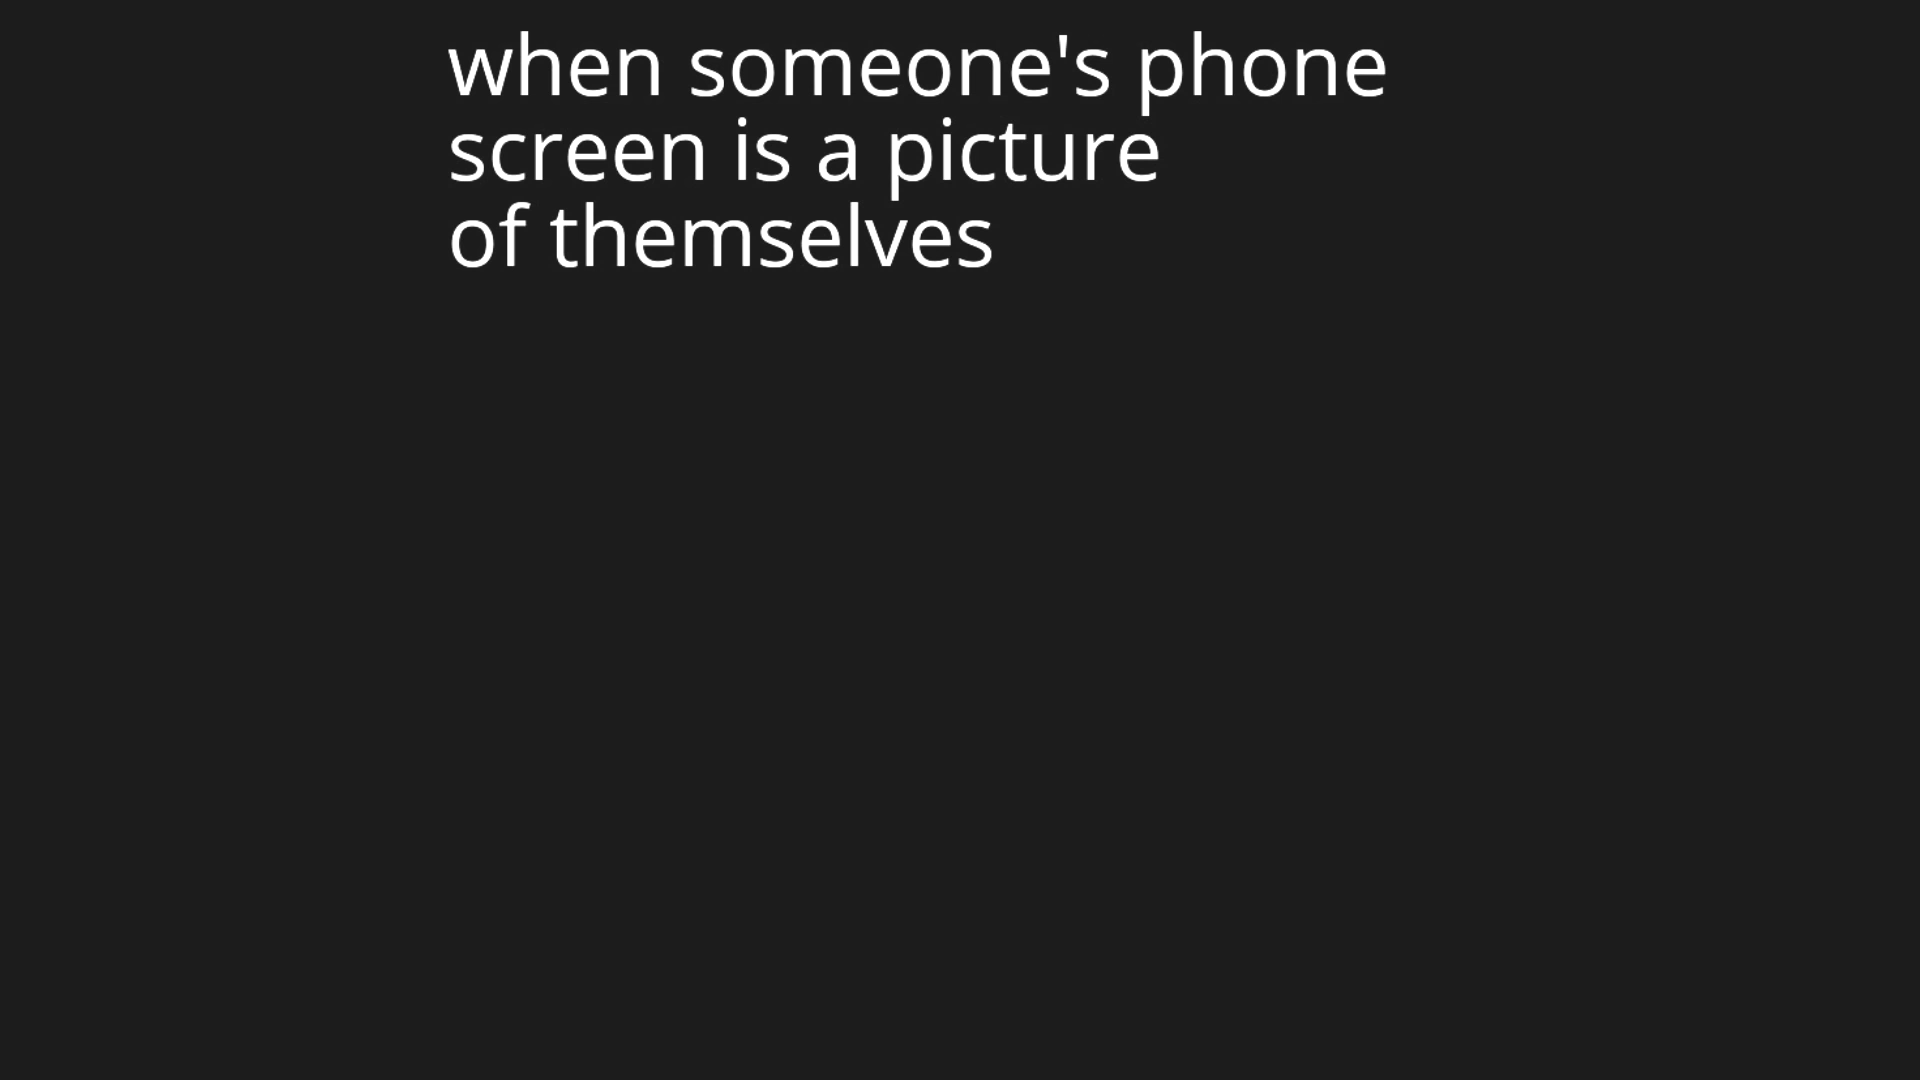 when someone's phone
screen is a picture
of themselves